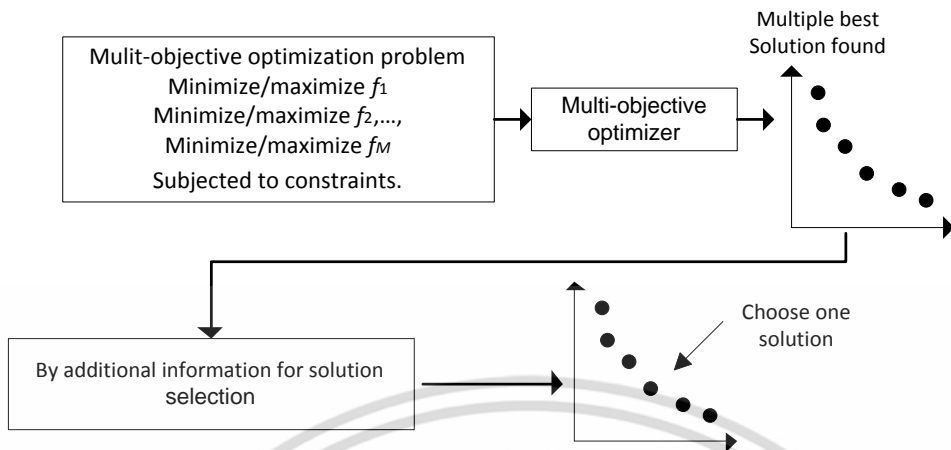 Mulit-objective optimization problem
Minimize/maximize f1
Minimize/maximize f2,...,
Minimize/maximize fM
Subjected to constraints.
Multi-objective
optimizer
Multiple best
Solution found
By additional information for solution
selection
Choose one
solution